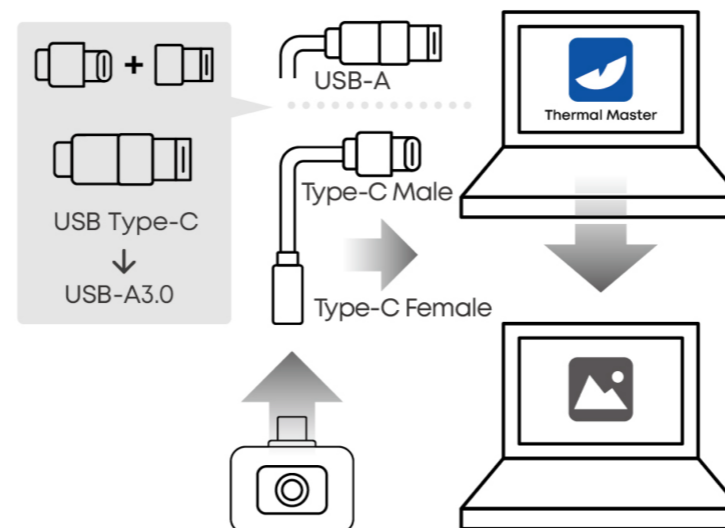 +
USB-A
Thermal Master
Type-C Male
USB Type-C
↓
USB-A3.0
Type-C Female